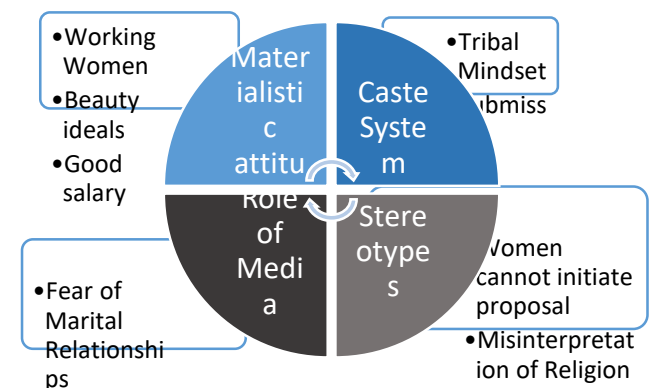 •Working
Women
•Beauty
ideals
•Good
salary
Mater
ialisti
c
attitu
Caste
Syste
m
•Tribal
Mindset
ubmiss
Role
of
Medi
a
Stere
otype
s
•Fear of
Marital
Relationshi
ps
Women
cannot initiate
proposal
•Misinterpretat
ion of Religion